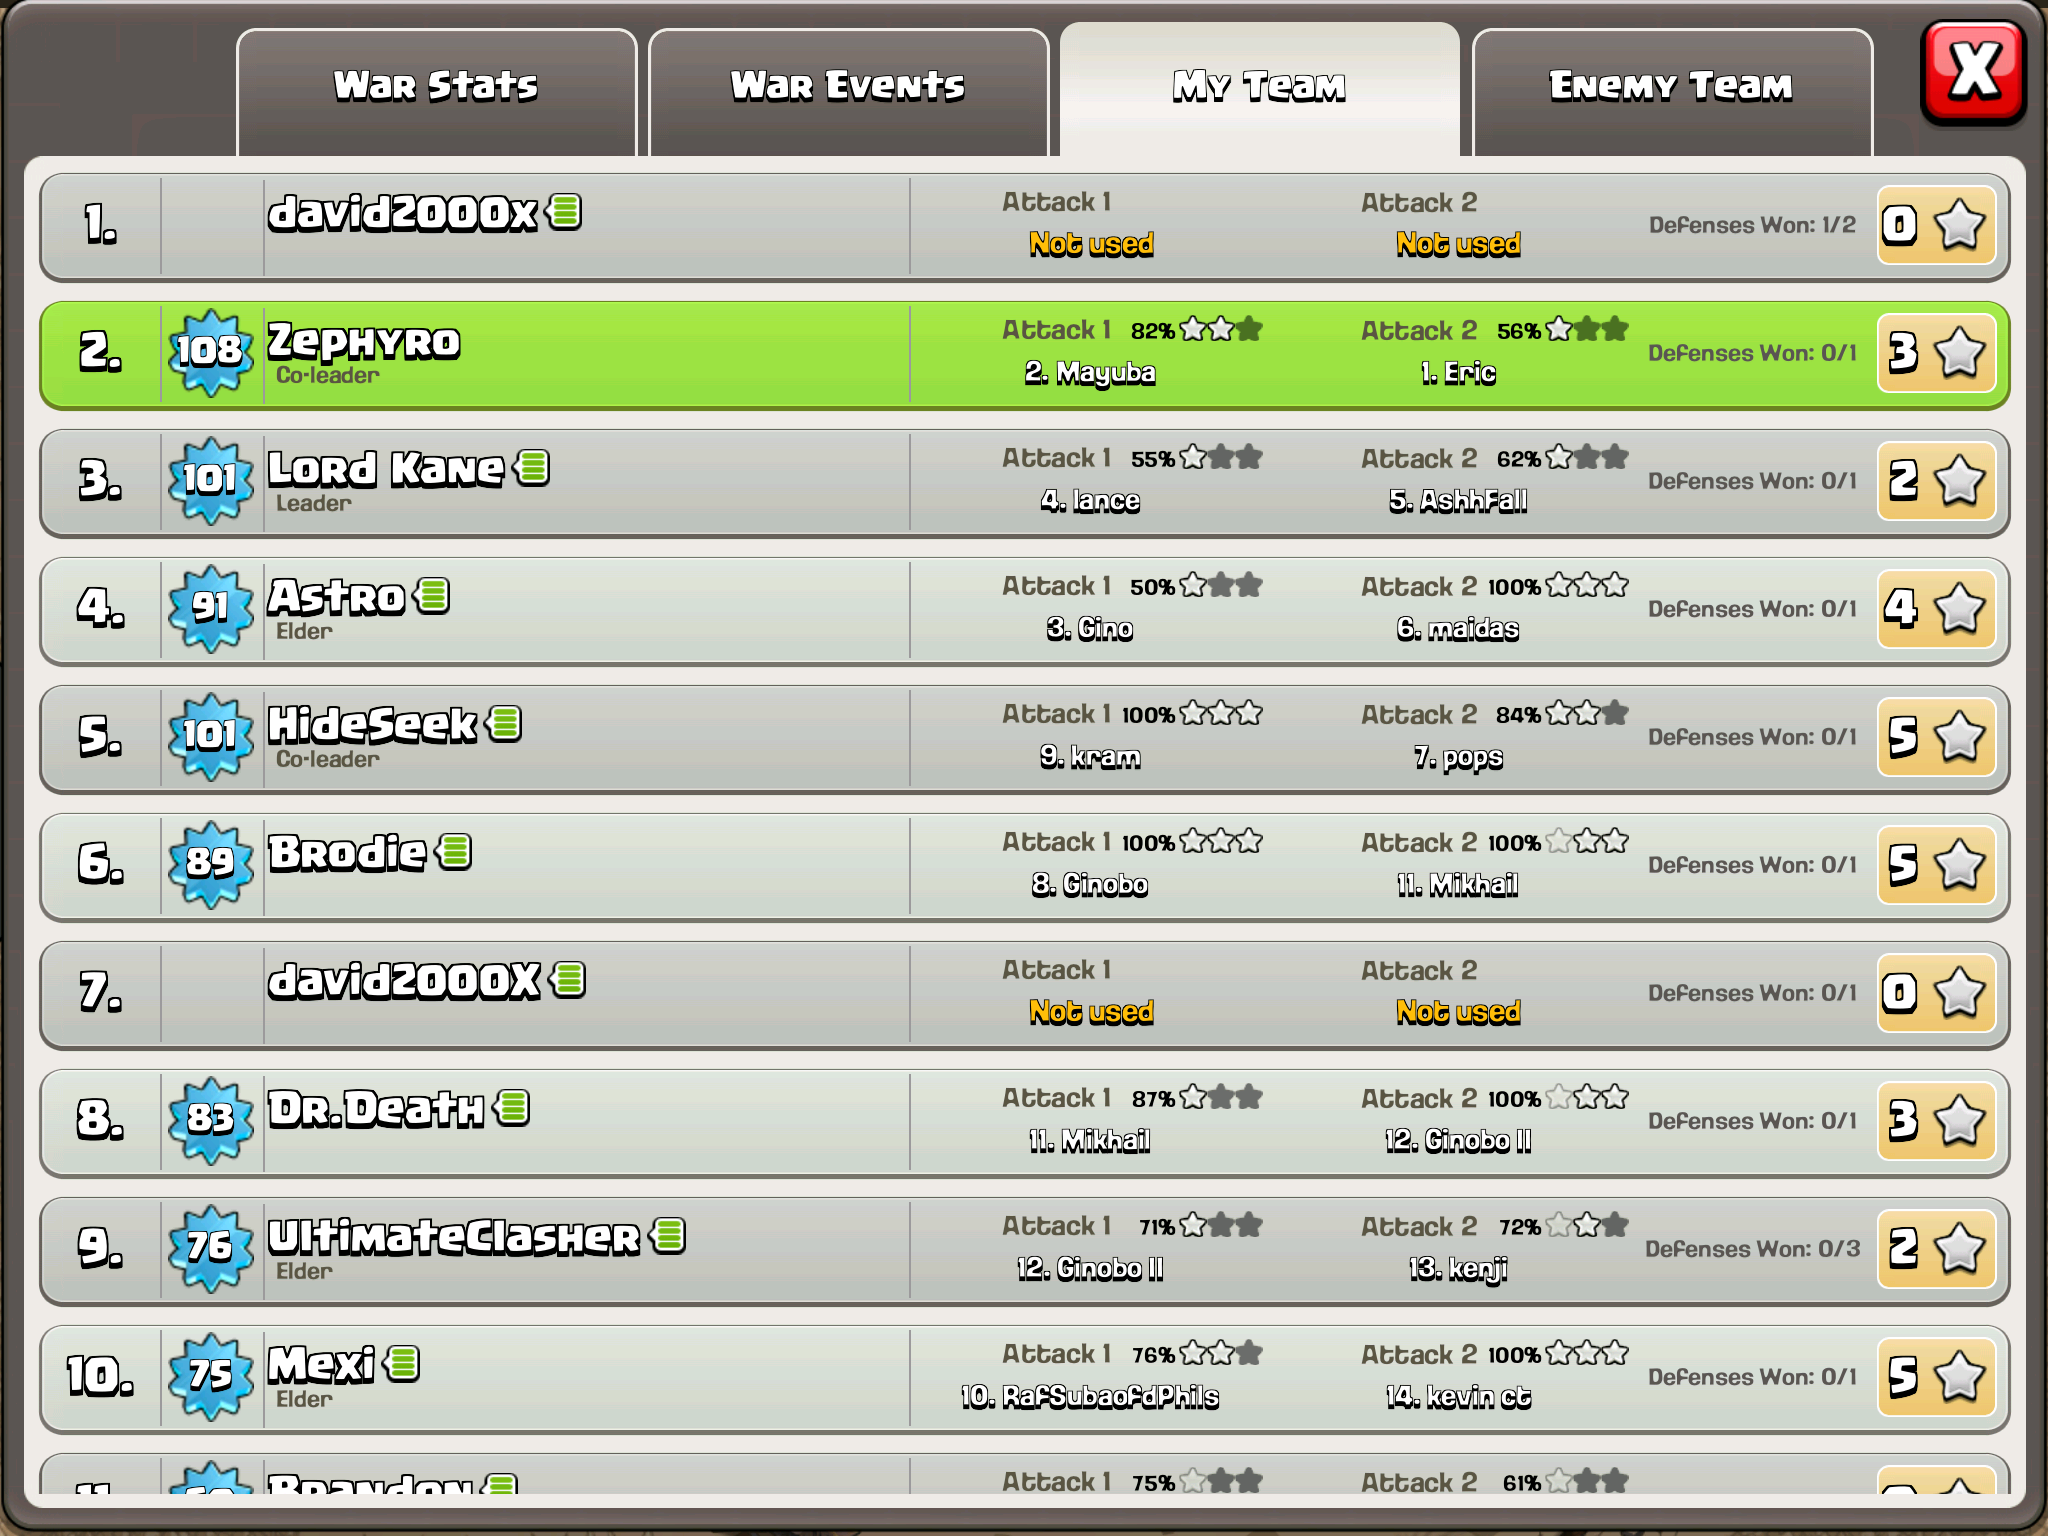 War Stats
War Events
My Team
Enemy Team
X
1.
david2000x
Attack 1
Not used
Attack 2
Not used
Defenses Won: 1/2
0
2.
108
Zephyro
Co-leader
Attack 1 82%
2. Mayuba
Attack 2 56%
1. Eric
Defenses Won: 0/1
3
3.
101
Lord Kane
Leader
Attack 1 55%
4. lance
Attack 2 62%
5. AshhFall
Defenses Won: 0/1
2
4.
91
Astro
Elder
Attack 1 50%
3. Gino
Attack 2 100%
6. maidas
Defenses Won: 0/1
4
5.
101
HideSeek
Co-leader
Attack 1 100%
9. kram
Attack 2 84%
7. pops
Defenses Won: 0/1
5
6.
89
Brodie
Attack 1 100%
8. Ginobo
Attack 2 100%
11. Mikhail
Defenses Won: 0/1
5
7.
david2000X
Attack 1
Not used
Attack 2
Not used
Defenses Won: 0/1
0
8.
83
Dr.Death
Attack 1 87%
11. Mikhail
Attack 2 100%
12. Ginobo II
Defenses Won: 0/1
3
9.
76
UltimateClasher
Elder
Attack 1 71%
12. Ginobo II
Attack 2 72%
13. kenji
Defenses Won: 0/3
2
10.
75
Mexi
Elder
Attack 1 76%
10. RafSubaofdPhils
Attack 2 100%
14. kevin ct
Defenses Won: 0/1
5
11.
Brandon
Attack 1 75%
Attack 2 61%